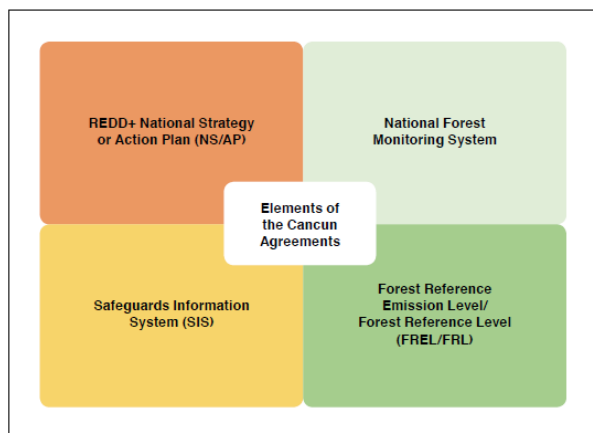 REDD+ National Strategy
or Action Plan (NS/AP)
National Forest
Monitoring System
Elements of
the Cancun
Agreements
Safeguards Information
System (SIS)
Forest Reference
Emission Level/
Forest Reference Level
(FREL/FRL)